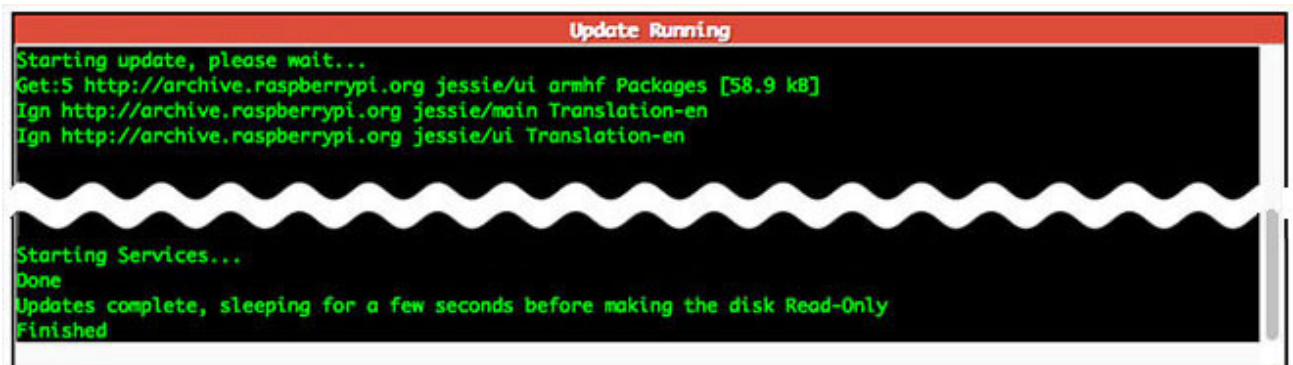 Update Running
Starting update, please wait...
Get:5 http://archive.raspberrypi.org jessie/ui armhf Packages [58.9 kB]
Ign http://archive.raspberrypi.org jessie/main Translation-en
Ign http://archive.raspberrypi.org jessie/ui Translation-en
Starting Services...
Done
Updates complete, sleeping for a few seconds before making the disk Read-Only
Finished